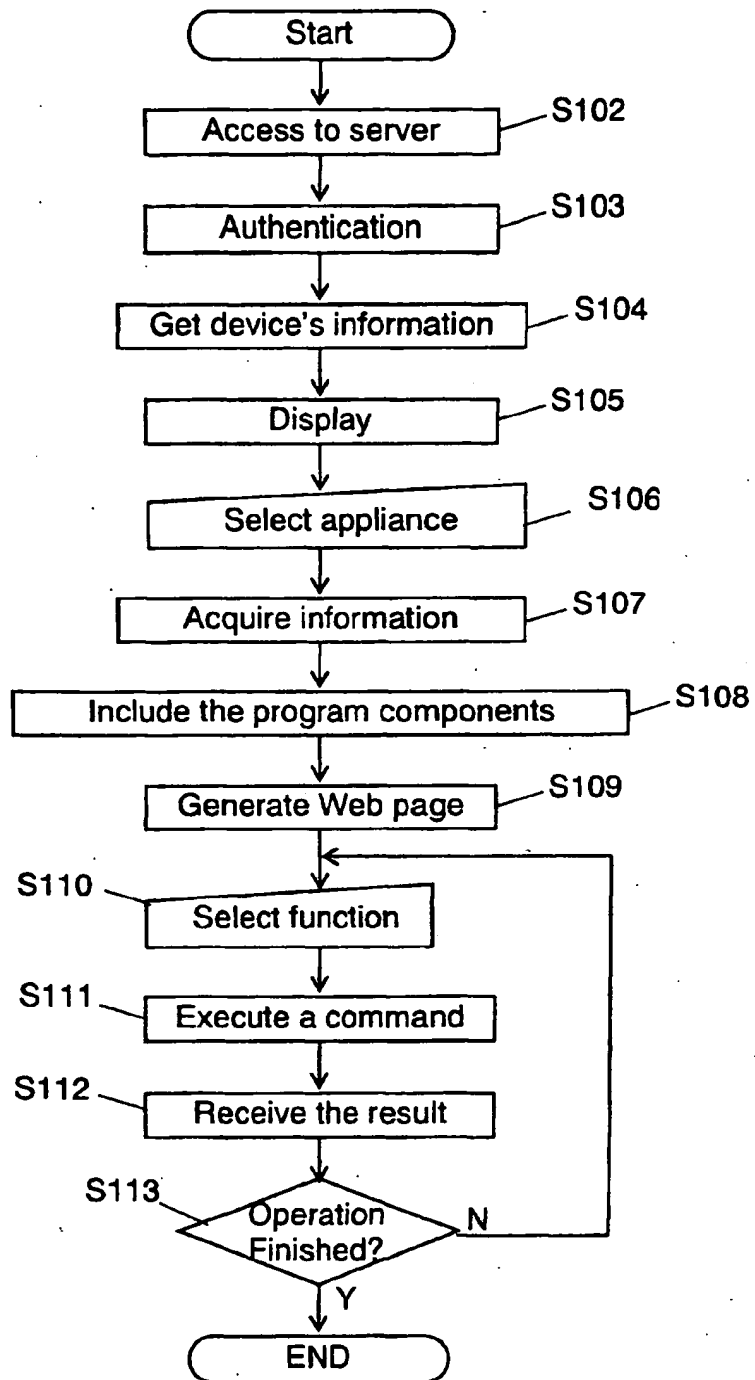 Start
Access to server
S102
Authentication
S103
Get device's information
S104
Display
S105
Select appliance
S106
Acquire information
S107
Include the program components
S108
Generate Web page
S109
S110
Select function
S111
Execute a command
S112
Receive the result
S113
Operation
Finished?
N
Y
END